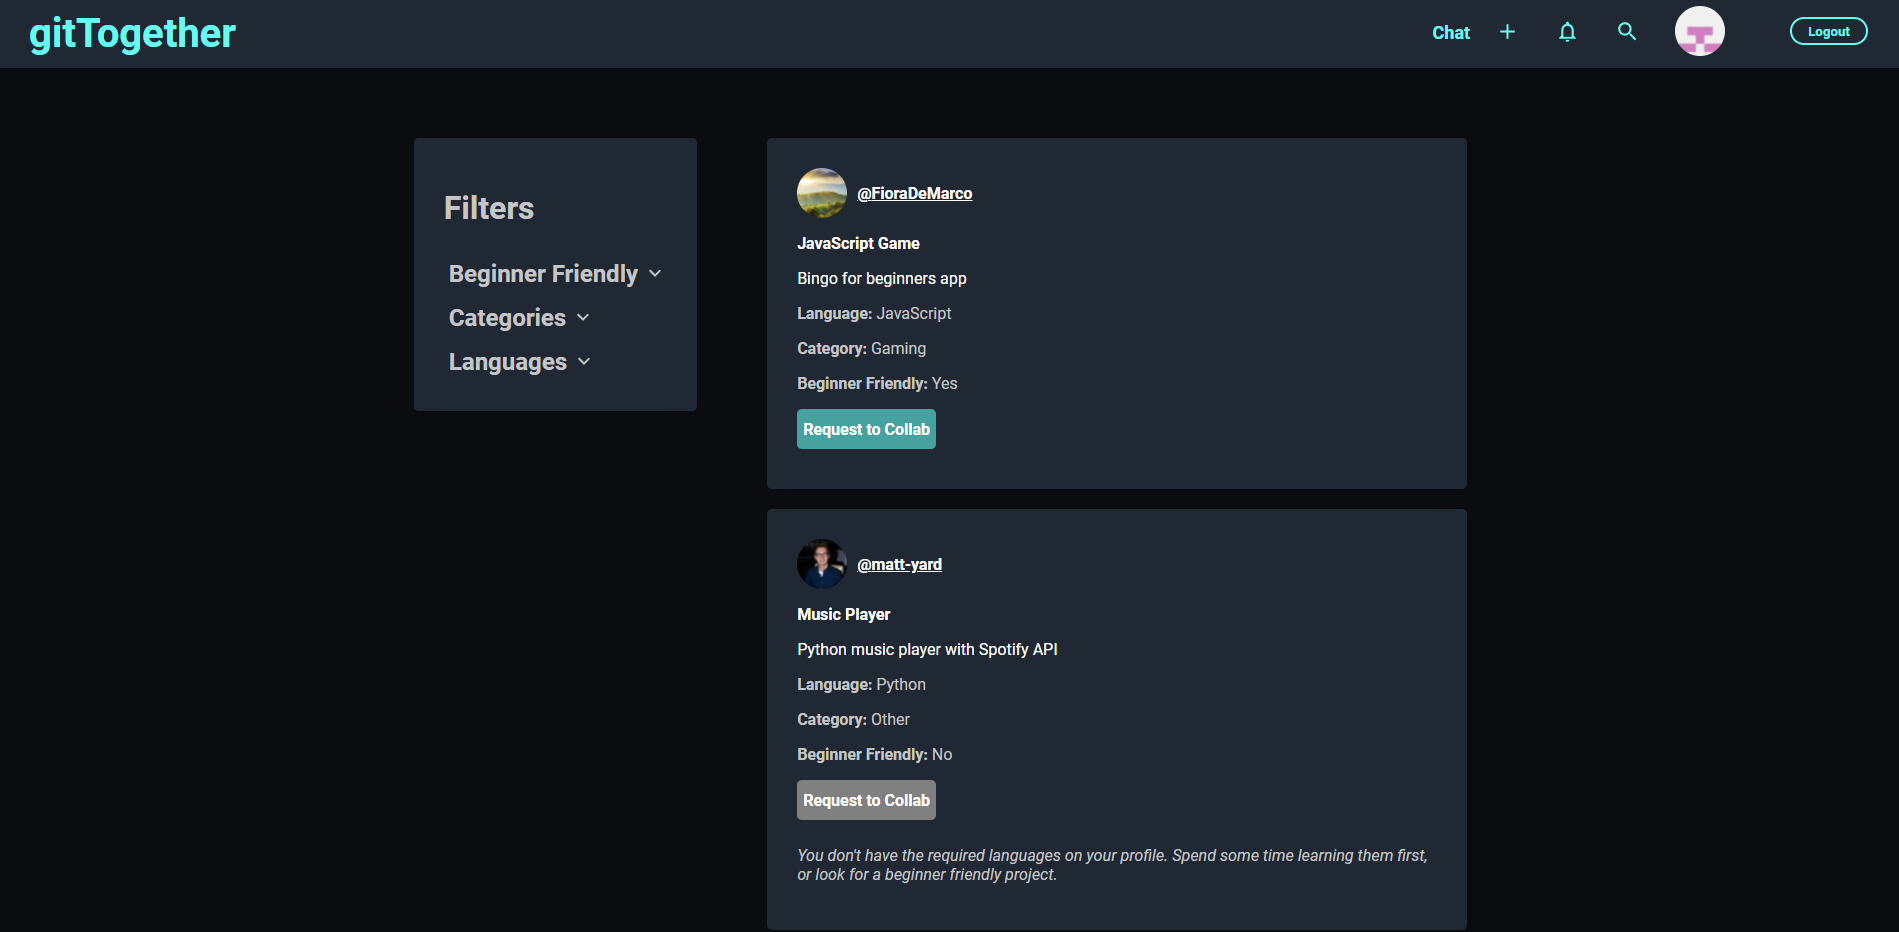 gitTogether
Chat
Logout
Filters
Beginner Friendly
Categories
Languages
@FioraDeMarco
JavaScript Game
Bingo for beginners app
Language: JavaScript
Category: Gaming
Beginner Friendly: Yes
Request to Collab
@matt-yard
Music Player
Python music player with Spotify API
Language: Python
Category: Other
Beginner Friendly: No
Request to Collab
You don't have the required languages on your profile. Spend some time learning them first,
or look for a beginner friendly project.